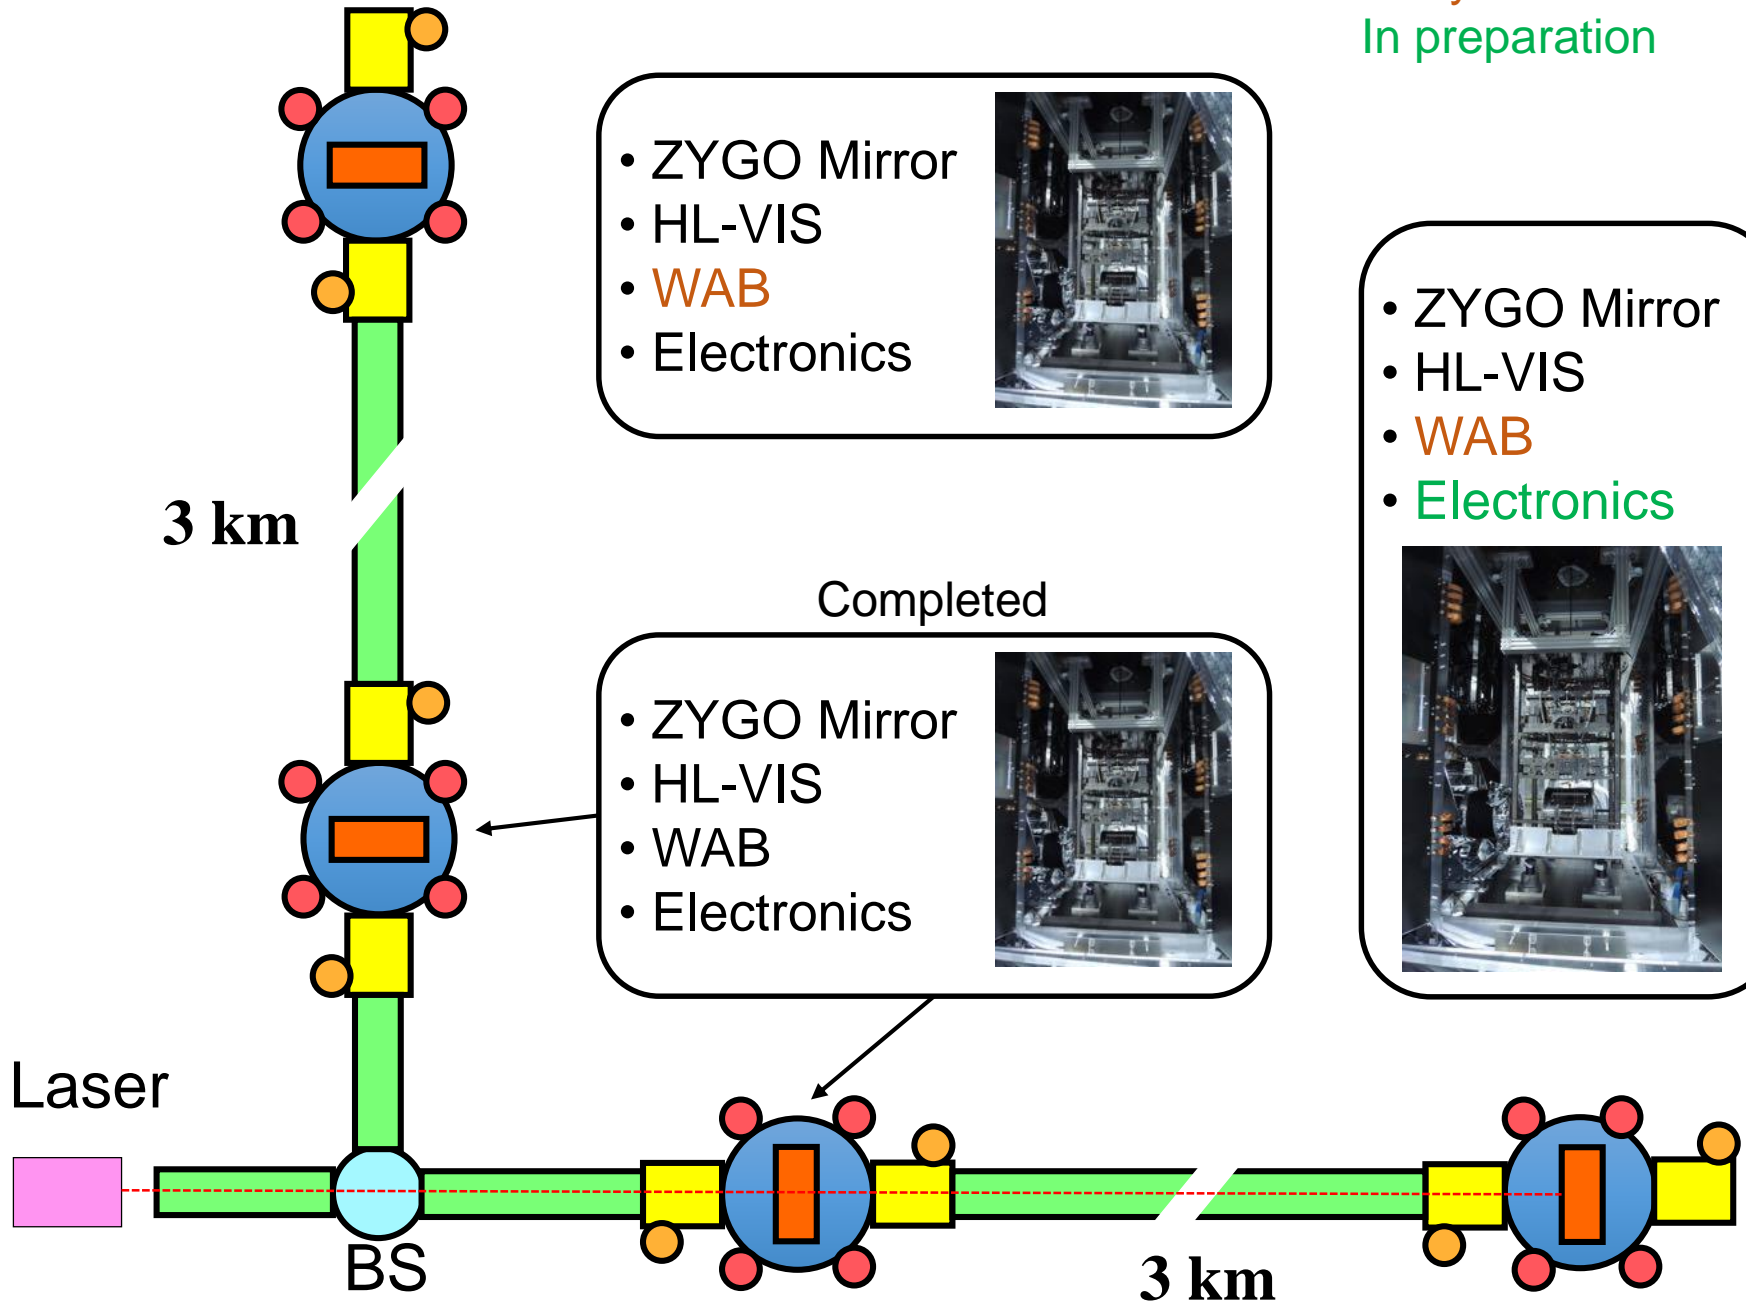 In preparation
• ZYGO Mirror
• HL-VIS
• WAB
• Electronics
• ZYGO Mirror
• HL-VIS
• WAB
• Electronics
3 km
Completed
• ZYGO Mirror
• HL-VIS
• WAB
• Electronics
Laser
BS
3 km